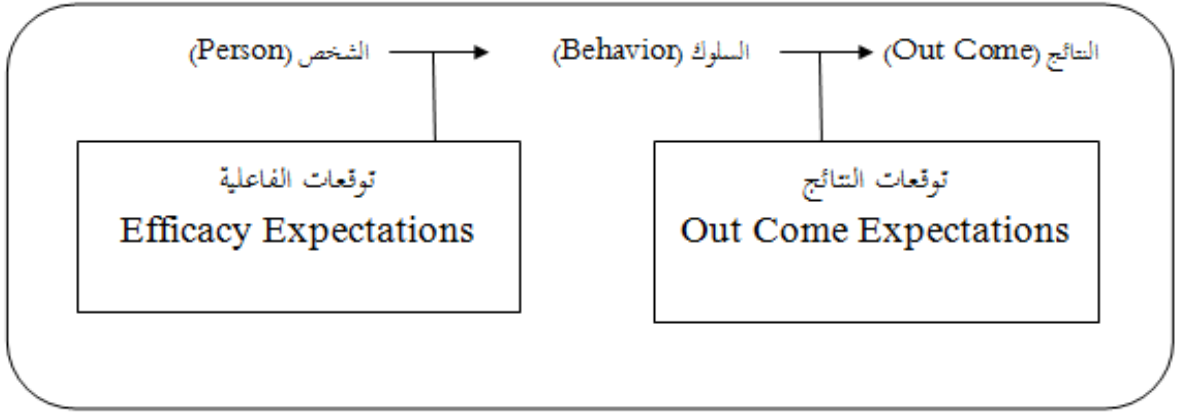 الشخص (Person)
السلوك (Behavior)
النتائج (Out Come)
توقعات الفاعلية
Efficacy Expectations
توقعات النتائج
Out Come Expectations